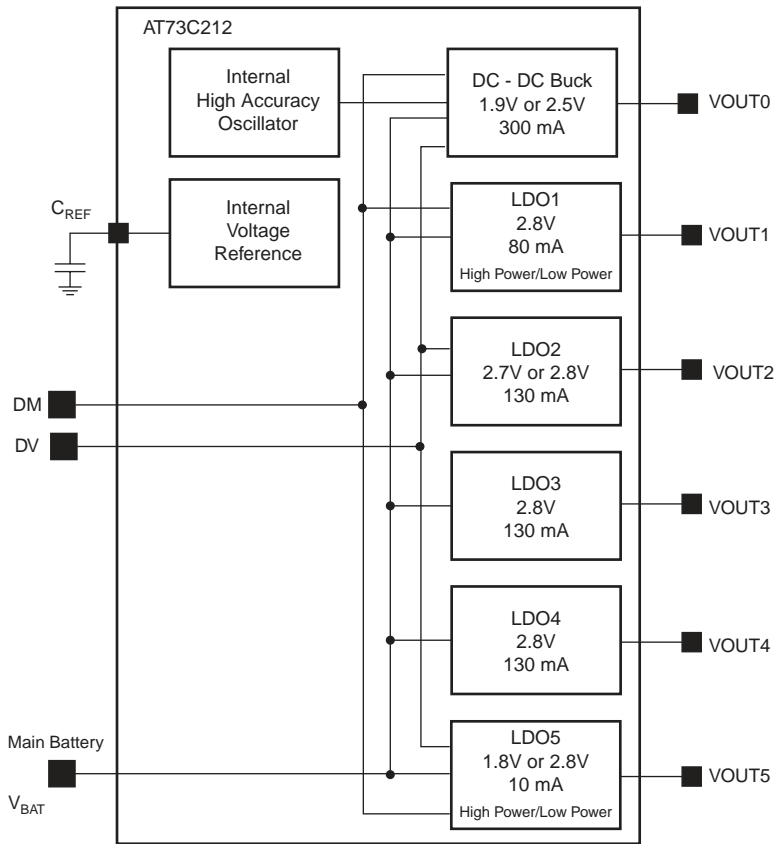 AT73C212
Internal
High Accuracy
Oscillator
DC - DC Buck
1.9V or 2.5V
300 mA
VOUT0
CREF
Internal
Voltage
Reference
LDO1
2.8V
80 mA
High Power/Low Power
VOUT1
LDO2
2.7V or 2.8V
130 mA
VOUT2
DM
DV
LDO3
2.8V
130 mA
VOUT3
LDO4
2.8V
130 mA
VOUT4
Main Battery
VBAT
LDO5
1.8V or 2.8V
10 mA
High Power/Low Power
VOUT5